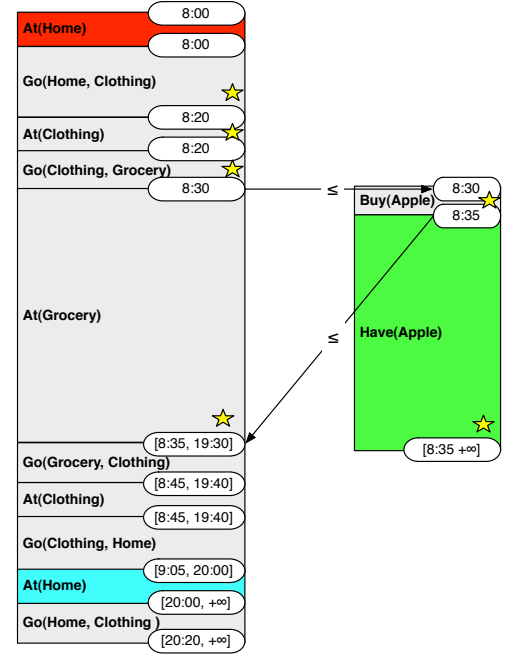 8:00
At(Home)
8:00
Go(Home, Clothing)
8:20
At(Clothing)
8:20
Go(Clothing, Grocery)
8:30
≤
8:30
Buy(Apple)
8:35
At(Grocery)
≤
Have(Apple)
[8:35, 19:30]
[8:35 +∞]
Go(Grocery, Clothing)
[8:45, 19:40]
At(Clothing)
[8:45, 19:40]
Go(Clothing, Home)
[9:05, 20:00]
At(Home)
[20:00, +∞]
Go(Home, Clothing )
[20:20, +∞]